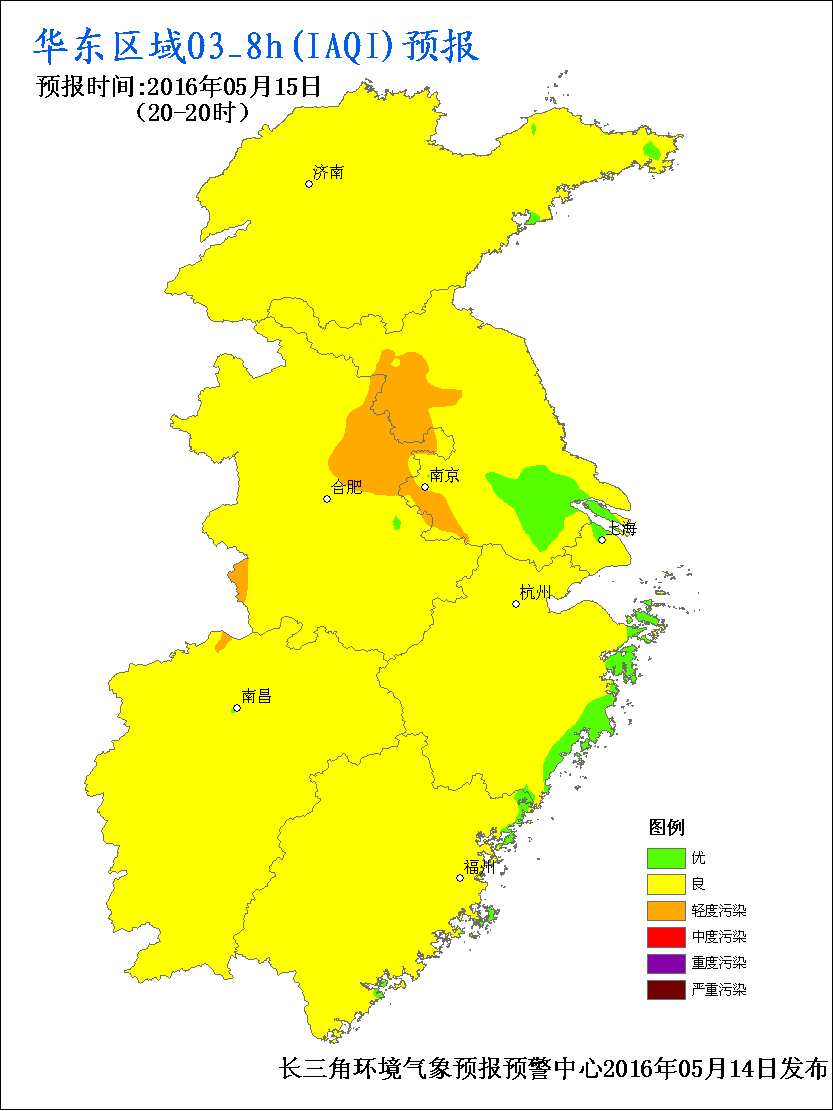 华东区域O3_8h(IAQI)预报
预报时间:2016年05月15日
(20-20时)
济南
南京
合肥
上海
杭州
南昌
福州
图例
优
良
轻度污染
中度污染
重度污染
严重污染
长三角环境气象预报预警中心2016年05月14日发布